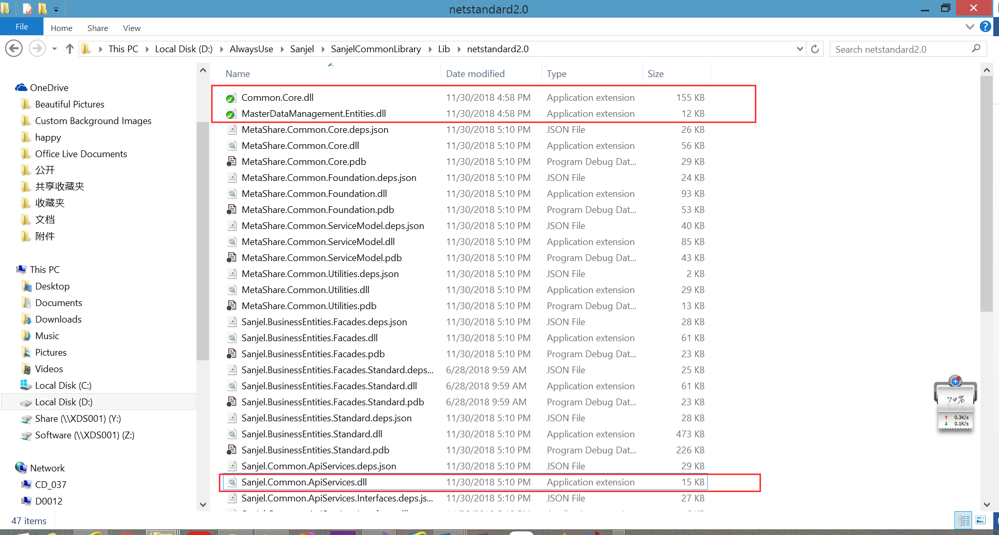 netstandard2.0
File Home Share View
This PC Local Disk (D:) AlwaysUse Sanjel SanjelCommonLibrary Lib netstandard2.0
Search netstandard2.0
OneDrive
Beautiful Pictures
Custom Background Images
happy
Office Live Documents
公开
共享收藏夹
收藏夹
文档
附件
This PC
Desktop
Documents
Downloads
Music
Pictures
Videos
Local Disk (C:)
Local Disk (D:)
Share (\\XDS001) (Y:)
Software (\\XDS001) (Z:)
Network
CD_037
D0012
Name Date modified Type Size
Common.Core.dll 11/30/2018 4:58 PM Application extension 155 KB
MasterDataManagement.Entities.dll 11/30/2018 4:58 PM Application extension 12 KB
MetaShare.Common.Core.deps.json 11/30/2018 5:10 PM JSON File 26 KB
MetaShare.Common.Core.dll 11/30/2018 5:10 PM Application extension 56 KB
MetaShare.Common.Core.pdb 11/30/2018 5:10 PM Program Debug Dat... 29 KB
MetaShare.Common.Foundation.deps.json 11/30/2018 5:10 PM JSON File 24 KB
MetaShare.Common.Foundation.dll 11/30/2018 5:10 PM Application extension 93 KB
MetaShare.Common.Foundation.pdb 11/30/2018 5:10 PM Program Debug Dat... 53 KB
MetaShare.Common.ServiceModel.deps.json 11/30/2018 5:10 PM JSON File 40 KB
MetaShare.Common.ServiceModel.dll 11/30/2018 5:10 PM Application extension 85 KB
MetaShare.Common.ServiceModel.pdb 11/30/2018 5:10 PM Program Debug Dat... 43 KB
MetaShare.Common.Utilities.deps.json 11/30/2018 5:10 PM JSON File 2 KB
MetaShare.Common.Utilities.dll 11/30/2018 5:10 PM Application extension 29 KB
MetaShare.Common.Utilities.pdb 11/30/2018 5:10 PM Program Debug Dat... 13 KB
Sanjel.BusinessEntities.Facades.deps.json 11/30/2018 5:10 PM JSON File 28 KB
Sanjel.BusinessEntities.Facades.dll 11/30/2018 5:10 PM Application extension 61 KB
Sanjel.BusinessEntities.Facades.pdb 11/30/2018 5:10 PM Program Debug Dat... 23 KB
Sanjel.BusinessEntities.Facades.Standard.deps... 6/28/2018 9:59 AM JSON File 25 KB
Sanjel.BusinessEntities.Facades.Standard.dll 6/28/2018 9:59 AM Application extension 61 KB
Sanjel.BusinessEntities.Facades.Standard.pdb 6/28/2018 9:59 AM Program Debug Dat... 23 KB
Sanjel.BusinessEntities.Standard.deps.json 11/30/2018 5:10 PM JSON File 28 KB
Sanjel.BusinessEntities.Standard.dll 11/30/2018 5:10 PM Application extension 473 KB
Sanjel.BusinessEntities.Standard.pdb 11/30/2018 5:10 PM Program Debug Dat... 226 KB
Sanjel.Common.ApiServices.deps.json 11/30/2018 5:10 PM JSON File 29 KB
Sanjel.Common.ApiServices.dll 11/30/2018 5:10 PM Application extension 15 KB
Sanjel.Common.ApiServices.Interfaces.deps.js... 11/30/2018 5:10 PM JSON File 27 KB
74%
0.3K/s
0.1K/s
47 items